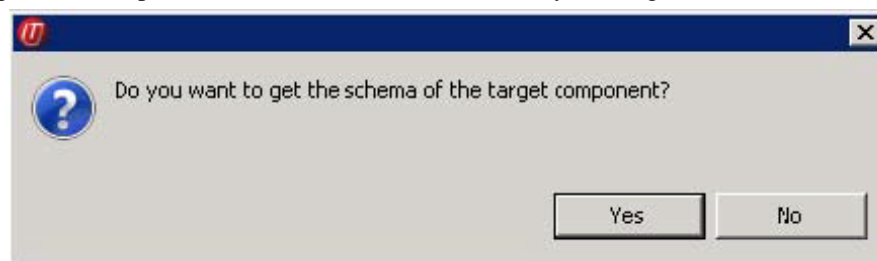 Do you want to get the schema of the target component?
Yes
No